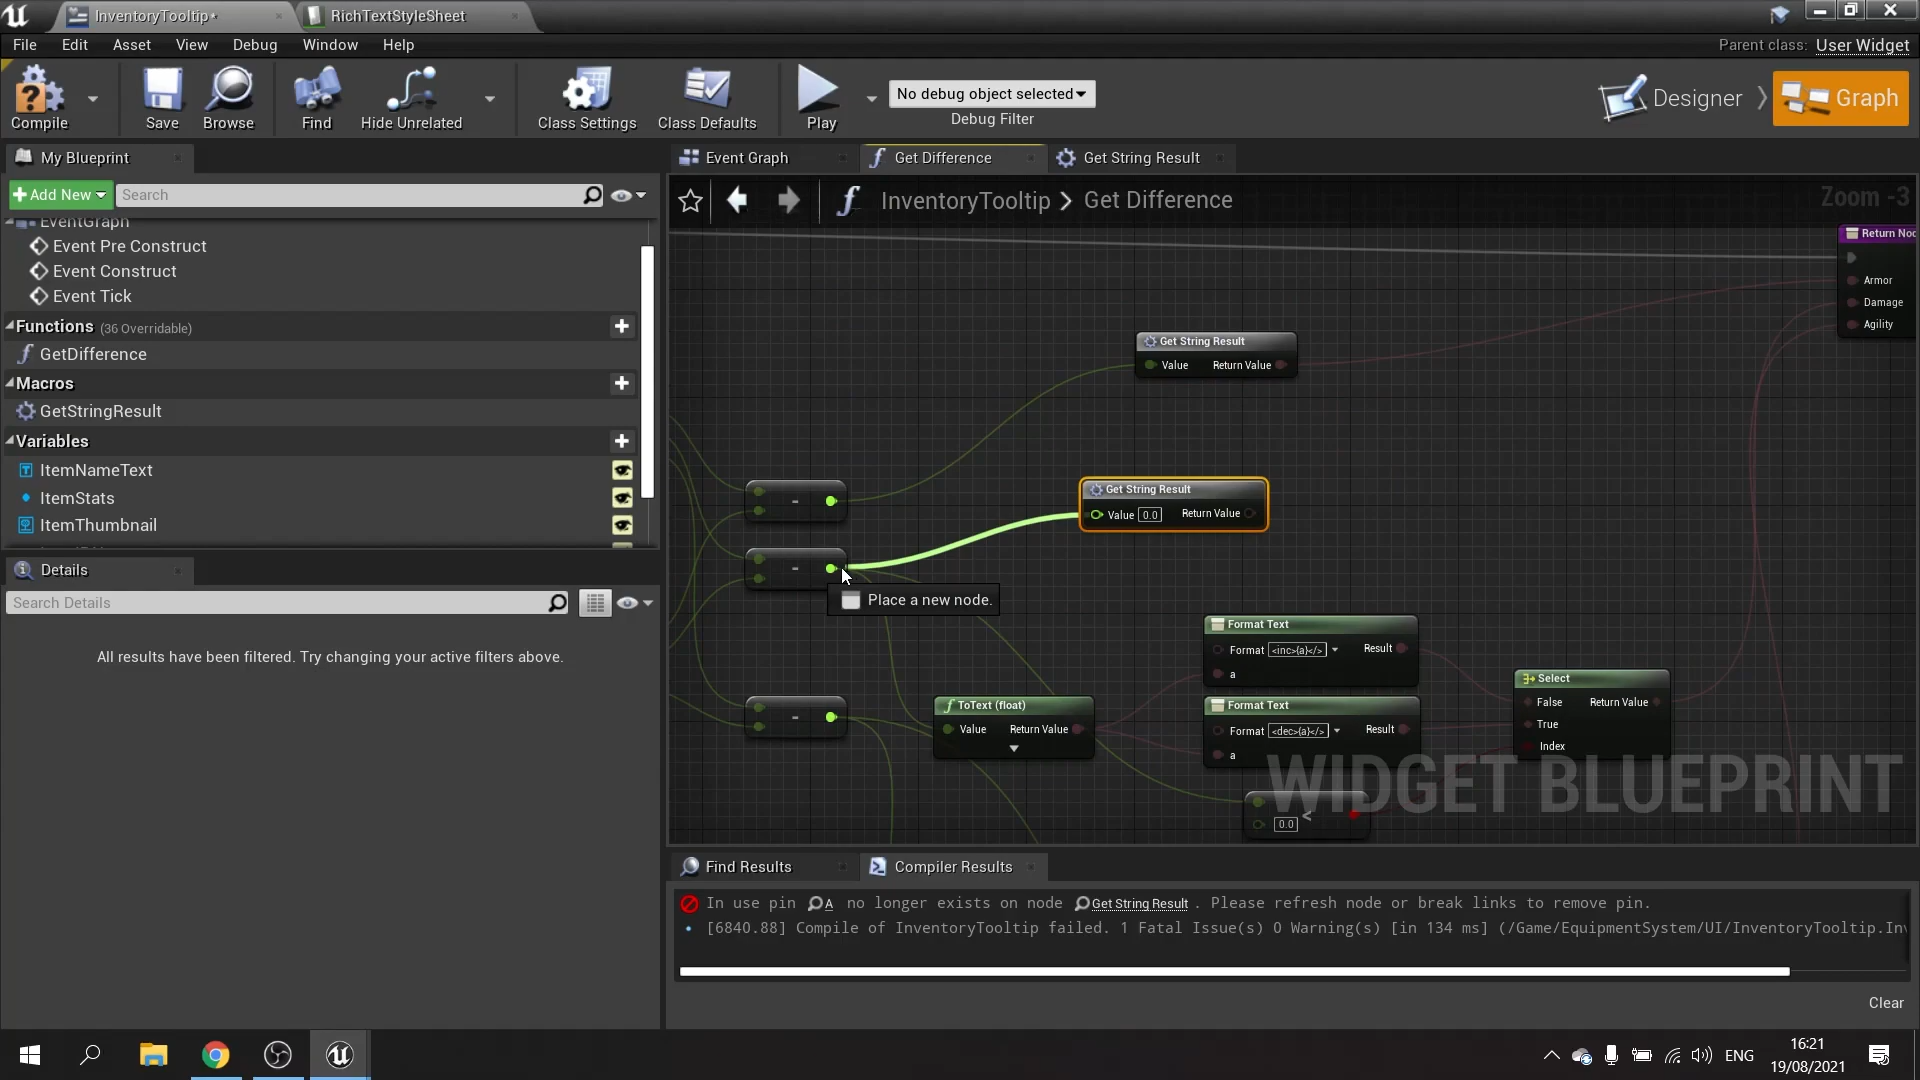 InventoryTooltip*
RichTextStyleSheet
File
Edit
Asset
View
Debug
Window
Help
Parent class: User Widget
Compile
Save
Browse
Find
Hide Unrelated
Class Settings
Class Defaults
Play
No debug object selected
Debug Filter
Designer
Graph
My Blueprint
Event Graph
Get Difference
Get String Result
Add New
Search
InventoryTooltip > Get Difference
Zoom -3
EventGraph
Event Pre Construct
Event Construct
Event Tick
Functions (36 Overridable)
GetDifference
Macros
GetStringResult
Variables
ItemNameText
ItemStats
ItemThumbnail
Return Noc
Armor
Damage
Agility
Get String Result
Value
Return Value
Get String Result
Value 0.0
Return Value
Place a new node.
Format Text
Format <inc>{a}</>
Result
a
Format Text
Format <dec>{a}</>
Result
a
ToText (float)
Value
Return Value
Select
False
Return Value
True
Index
<
0.0
WIDGET BLUEPRINT
Details
Search Details
All results have been filtered. Try changing your active filters above.
Find Results
Compiler Results
In use pin A no longer exists on node Get String Result . Please refresh node or break links to remove pin.
[6840.88] Compile of InventoryTooltip failed. 1 Fatal Issue(s) 0 Warning(s) [in 134 ms] (/Game/EquipmentSystem/UI/InventoryTooltip.In
Clear
ENG
16:21
19/08/2021